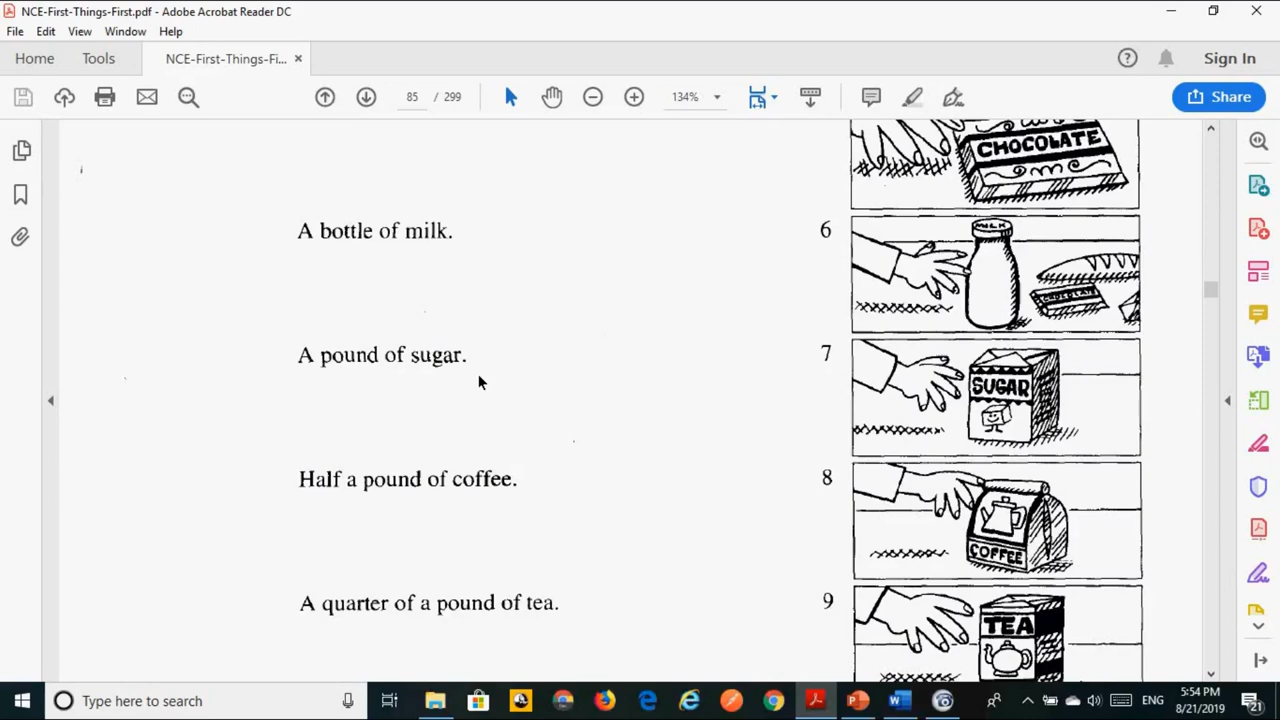 NCE-First-Things-First.pdf - Adobe Acrobat Reader DC
File Edit View Window Help
Home Tools NCE-First-Things-Fi... ×
Sign In
85 / 299
134%
Share
CHOCOLATE
A bottle of milk.
6
MILK
A pound of sugar.
7
SUGAR
Half a pound of coffee.
8
COFFEE
A quarter of a pound of tea.
9
TEA
Type here to search
ENG
5:54 PM
8/21/2019
21